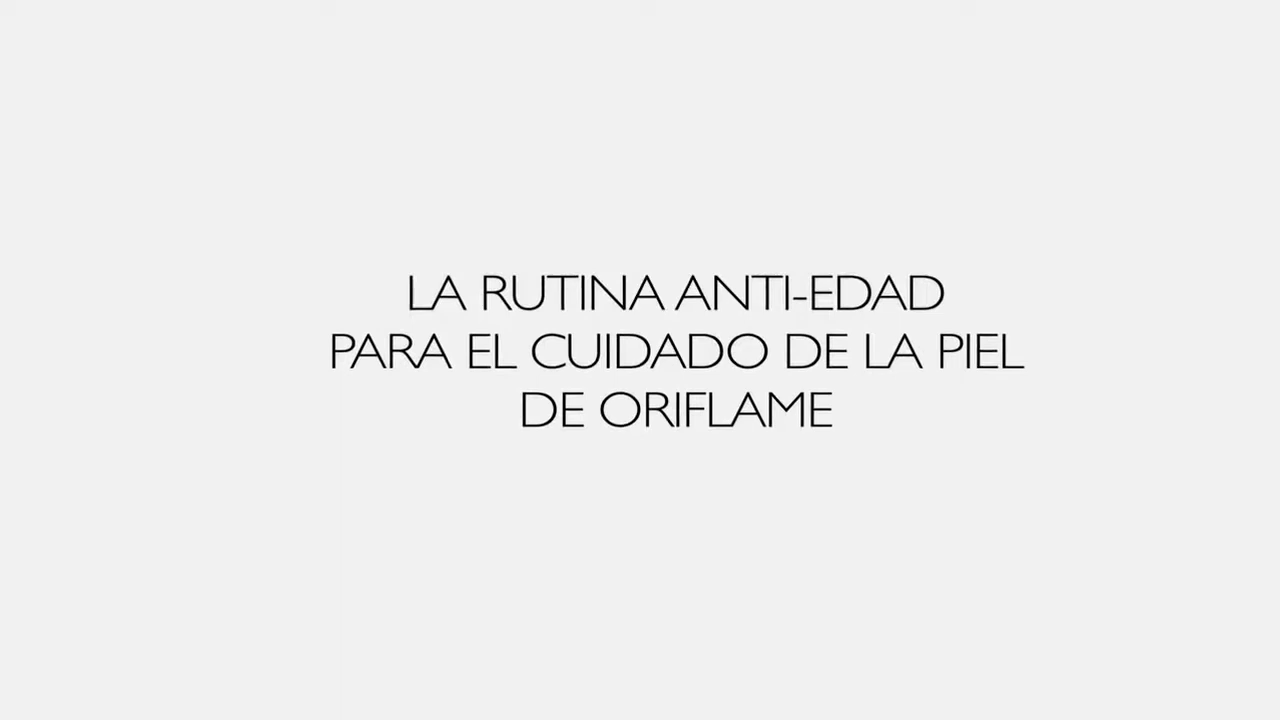 LA RUTINA ANTI-EDAD
PARA EL CUIDADO DE LA PIEL
DE ORIFLAME